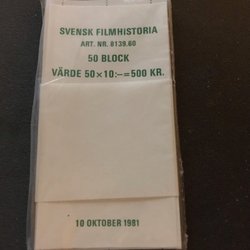 SVENSK FILMHISTORIA
ART. NR. 8139.60
50 BLOCK
VÄRDE 50×10:–=500 KR.
10 OKTOBER 1981